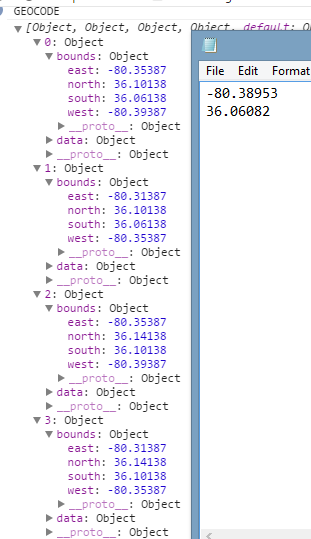 GEOCODE
[Object, Object, Object, Object, default: O
0: Object
bounds: Object
east: -80.35387
north: 36.10138
south: 36.06138
west: -80.39387
__proto__: Object
data: Object
__proto__: Object
1: Object
bounds: Object
east: -80.31387
north: 36.10138
south: 36.06138
west: -80.35387
__proto__: Object
data: Object
__proto__: Object
2: Object
bounds: Object
east: -80.35387
north: 36.14138
south: 36.10138
west: -80.39387
__proto__: Object
data: Object
__proto__: Object
3: Object
bounds: Object
east: -80.31387
north: 36.14138
south: 36.10138
west: -80.35387
__proto__: Object
data: Object
__proto__: Object
File Edit Format
-80.38953
36.06082